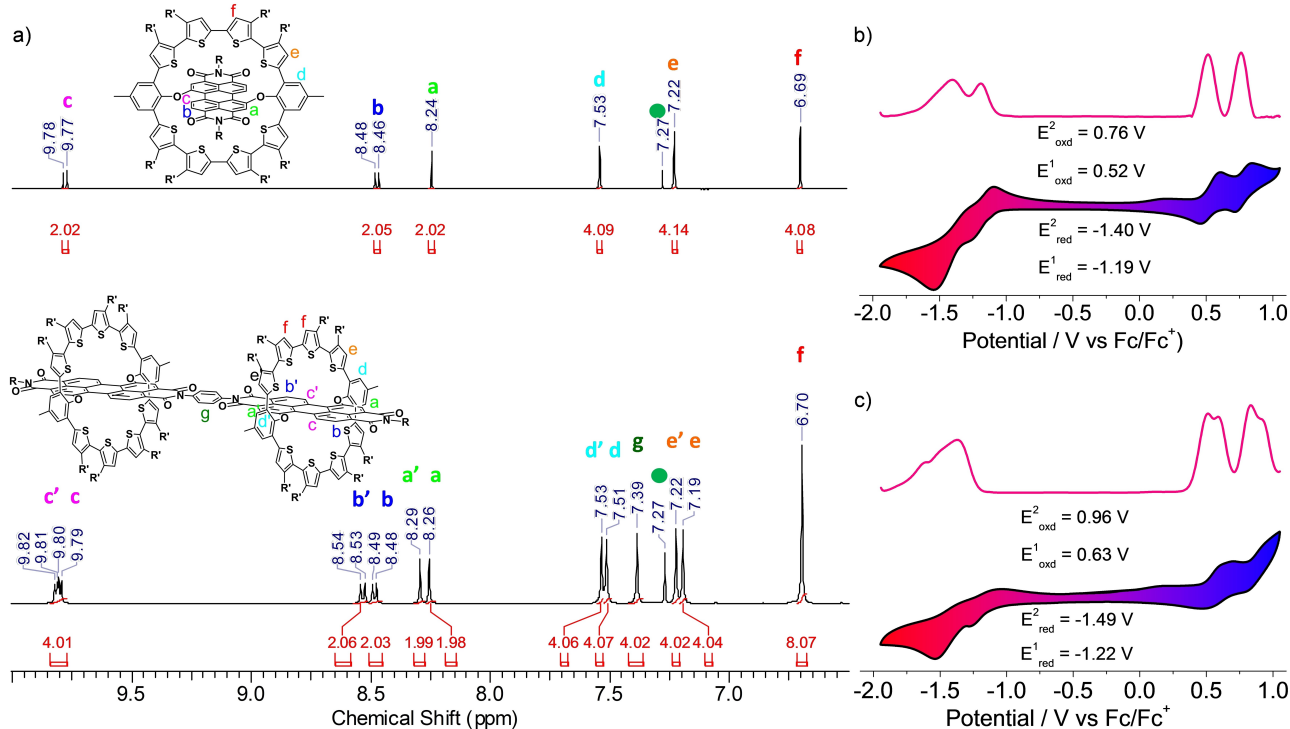 a)
R' f R'
R' R'
S S
R' R'
S S
e
R
d
O N O
c O
O a
b
O N O
R
S S
R' R'
S S
R' R'
c b a d e f
9.78
9.77
8.48
8.46
8.24
7.53
7.27
7.22
6.69
2.02 2.05 2.02 4.09 4.14 4.08
R' R' f f R'
R' R' R' e
S S S S
d
e b' c'
R-N O O N O O N-R
g a' d' c b a
S S S S
R' R' R' R'
c' c b' b a' a d' d g e' e f
9.82
9.81
9.80
9.79
8.54
8.53
8.49
8.48
8.29
8.26
7.53
7.51
7.39
7.27
7.22
7.19
6.70
4.01 2.06 2.03 1.99 1.98 4.06 4.07 4.02 4.02 4.04 8.07
9.5 9.0 8.5 8.0 7.5 7.0
Chemical Shift (ppm)
b)
E2oxd = 0.76 V
E1oxd = 0.52 V
E2red = -1.40 V
E1red = -1.19 V
-2.0 -1.5 -1.0 -0.5 0.0 0.5 1.0
Potential / V vs Fc/Fc+)
c)
E2oxd = 0.96 V
E1oxd = 0.63 V
E2red = -1.49 V
E1red = -1.22 V
-2.0 -1.5 -1.0 -0.5 0.0 0.5 1.0
Potential / V vs Fc/Fc+